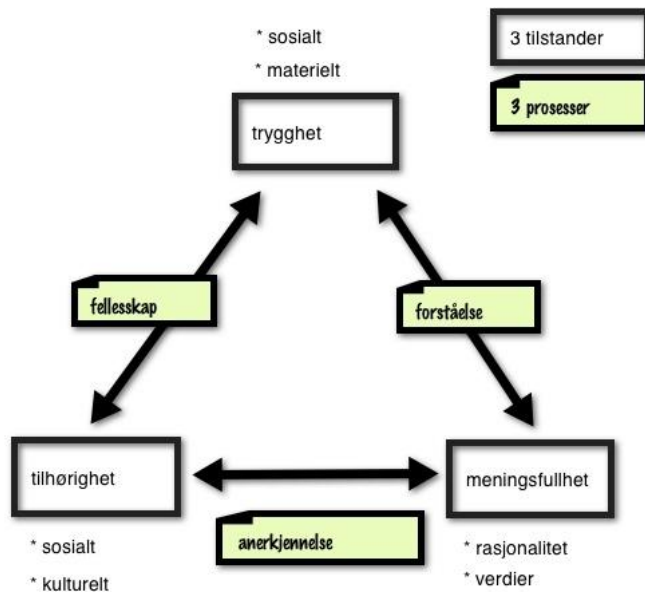 * sosialt
* materielt
3 tilstander
3 prosesser
trygghet
fellesskap
forståelse
tilhørighet
meningsfullhet
anerkjennelse
* sosialt
* kulturelt
* rasjonalitet
* verdier